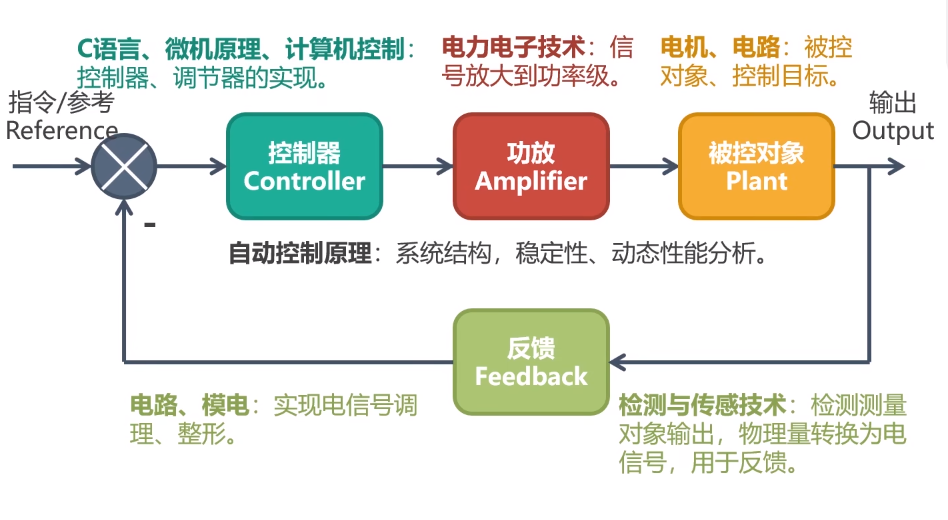 C语言、微机原理、计算机控制：
控制器、调节器的实现。
电力电子技术：信
号放大到功率级。
电机、电路：被控
对象、控制目标。
指令/参考
Reference
输出
Output
控制器
Controller
功放
Amplifier
被控对象
Plant
-
自动控制原理：系统结构，稳定性、动态性能分析。
反馈
Feedback
电路、模电：实现电信号调
理、整形。
检测与传感技术：检测测量
对象输出，物理量转换为电
信号，用于反馈。